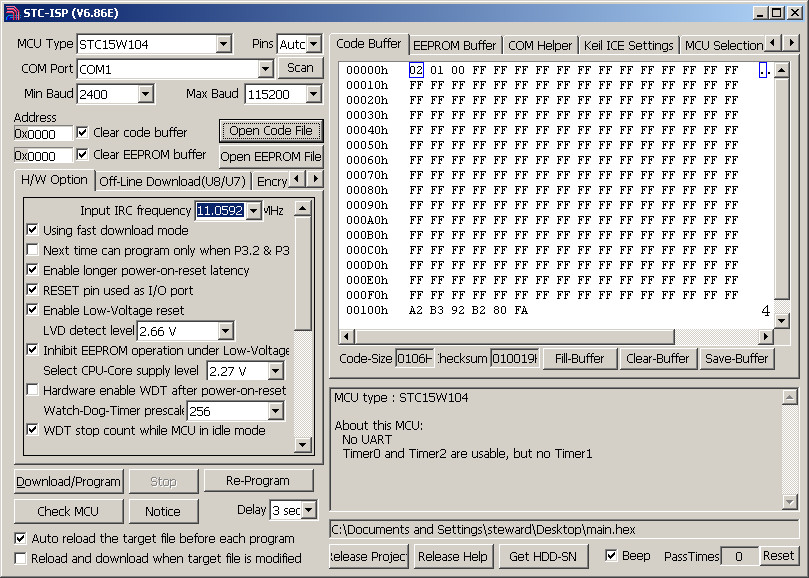 STC-ISP (V6.86E)
MCU Type STC15W104 Pins Autc
COM Port COM1 Scan
Min Baud 2400 Max Baud 115200
Address
0x0000 Clear code buffer Open Code File
0x0000 Clear EEPROM buffer Open EEPROM File
H/W Option Off-Line Download(U8/U7) Encry
Input IRC frequency 11.0592 MHz
Using fast download mode
Next time can program only when P3.2 & P3
Enable longer power-on-reset latency
RESET pin used as I/O port
Enable Low-Voltage reset
LVD detect level 2.66 V
Inhibit EEPROM operation under Low-Voltage
Select CPU-Core supply level 2.27 V
Hardware enable WDT after power-on-reset
Watch-Dog-Timer prescale 256
WDT stop count while MCU in idle mode
Download/Program Stop Re-Program
Check MCU Notice Delay 3 sec
Auto reload the target file before each program
Reload and download when target file is modified
Code Buffer EEPROM Buffer COM Helper Keil ICE Settings MCU Selection
00000h 02 01 00 FF FF FF FF FF FF FF FF FF FF FF FF FF ..
00010h FF FF FF FF FF FF FF FF FF FF FF FF FF FF FF FF
00020h FF FF FF FF FF FF FF FF FF FF FF FF FF FF FF FF
00030h FF FF FF FF FF FF FF FF FF FF FF FF FF FF FF FF
00040h FF FF FF FF FF FF FF FF FF FF FF FF FF FF FF FF
00050h FF FF FF FF FF FF FF FF FF FF FF FF FF FF FF FF
00060h FF FF FF FF FF FF FF FF FF FF FF FF FF FF FF FF
00070h FF FF FF FF FF FF FF FF FF FF FF FF FF FF FF FF
00080h FF FF FF FF FF FF FF FF FF FF FF FF FF FF FF FF
00090h FF FF FF FF FF FF FF FF FF FF FF FF FF FF FF FF
000A0h FF FF FF FF FF FF FF FF FF FF FF FF FF FF FF FF
000B0h FF FF FF FF FF FF FF FF FF FF FF FF FF FF FF FF
000C0h FF FF FF FF FF FF FF FF FF FF FF FF FF FF FF FF
000D0h FF FF FF FF FF FF FF FF FF FF FF FF FF FF FF FF
000E0h FF FF FF FF FF FF FF FF FF FF FF FF FF FF FF FF
000F0h FF FF FF FF FF FF FF FF FF FF FF FF FF FF FF FF
00100h A2 B3 92 B2 80 FA
Code-Size 0106H Checksum 010019H Fill-Buffer Clear-Buffer Save-Buffer
MCU type : STC15W104
About this MCU:
No UART
Timer0 and Timer2 are usable, but no Timer1
C:\Documents and Settings\steward\Desktop\main.hex
Release Project Release Help Get HDD-SN Beep PassTimes 0 Reset